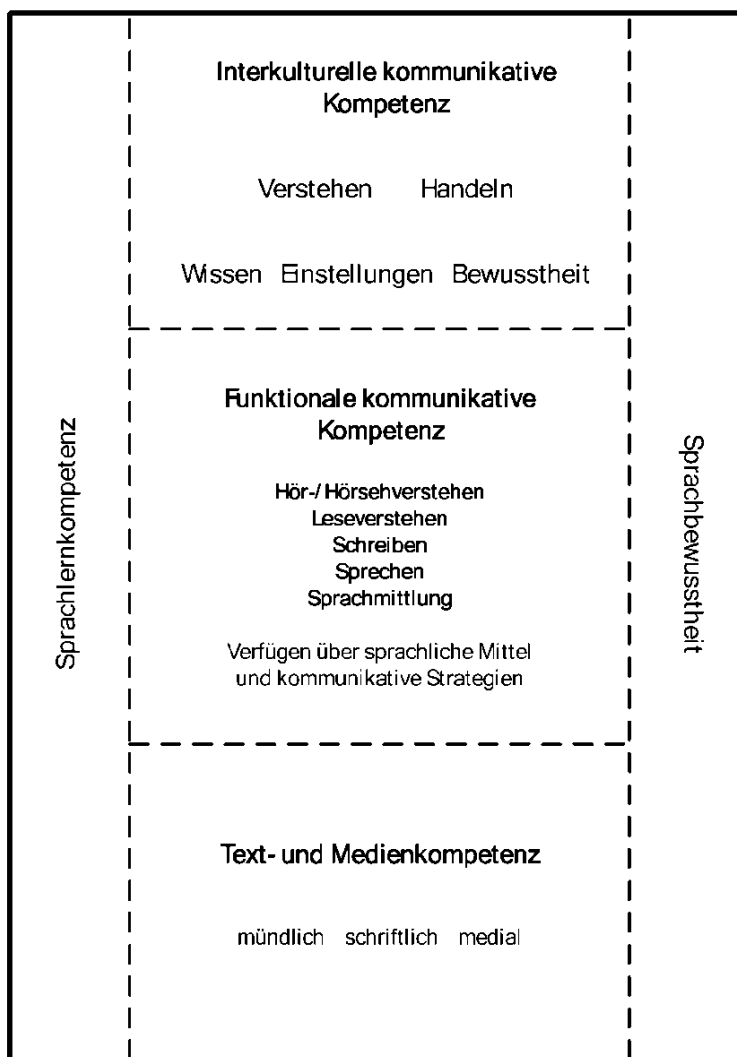 Interkulturelle kommunikative
Kompetenz
Verstehen Handeln
Wissen Einstellungen Bewusstheit
Sprachlernkompetenz
Funktionale kommunikative
Kompetenz
Hör-/ Hörsehverstehen
Leseverstehen
Schreiben
Sprechen
Sprachmittlung
Verfügen über sprachliche Mittel
und kommunikative Strategien
Sprachbewusstheit
Text- und Medienkompetenz
mündlich schriftlich medial